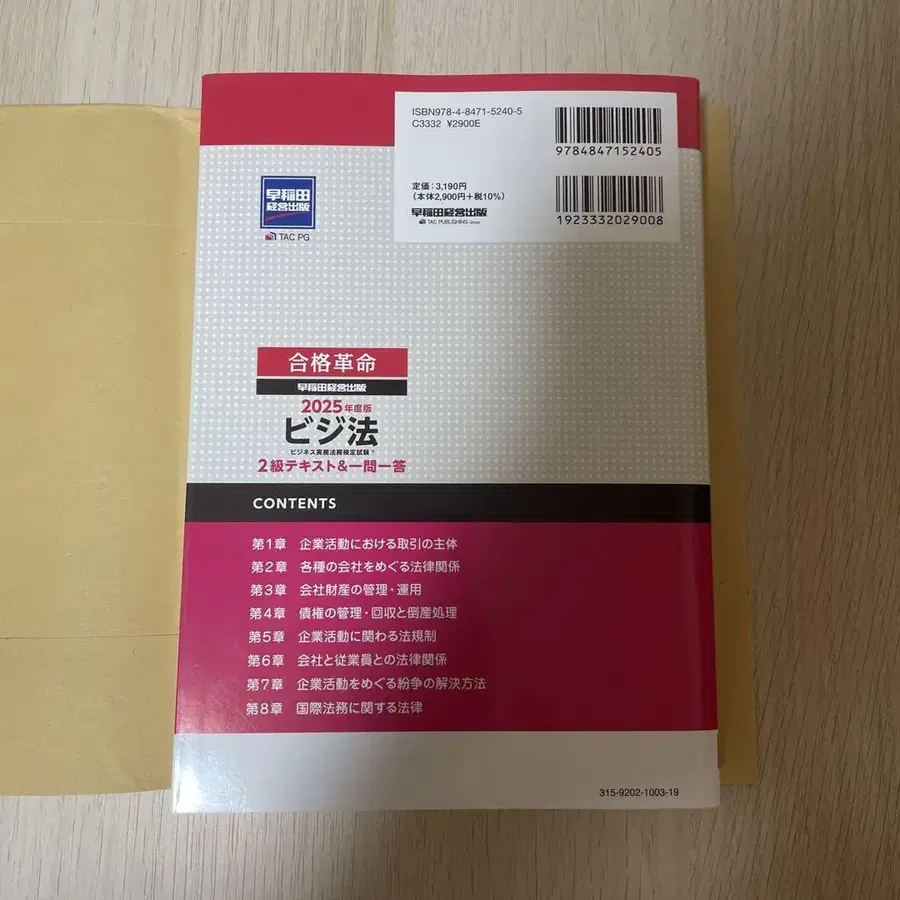 ISBN978-4-8471-5240-5
C3332 ¥2900E
9784847152405
定価：3,190円
（本体2,900円＋税10%）
早稲田経営出版
TAC PUBLISHING Group
1923332029008
早稲田
経営出版
TAC PG
合格革命
早稲田経営出版
2025年度版
ビジ法
ビジネス実務法務検定試験®
2級テキスト&一問一答
CONTENTS
第1章 企業活動における取引の主体
第2章 各種の会社をめぐる法律関係
第3章 会社財産の管理・運用
第4章 債権の管理・回収と倒産処理
第5章 企業活動に関わる法規制
第6章 会社と従業員との法律関係
第7章 企業活動をめぐる紛争の解決方法
第8章 国際法務に関する法律
315-9202-1003-19